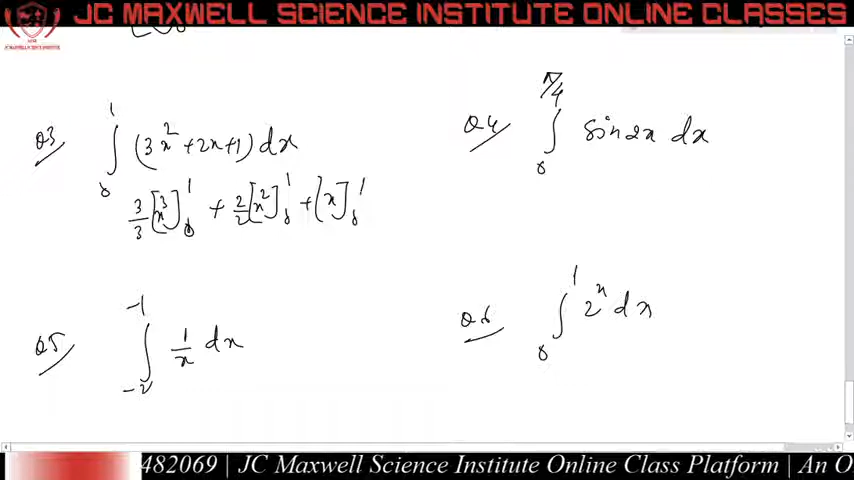 JC MAXWELL SCIENCE INSTITUTE ONLINE CLASSES
Q3 ∫₀¹ (3x²+2x+1) dx
3/3 [x³]₀¹ + 2/2 [x²]₀¹ + [x]₀¹
Q4 ∫₀^π/4 sin2x dx
Q5 ∫₋₂⁻¹ 1/x dx
Q6 ∫₀¹ 2ˣ dx
482069 | JC Maxwell Science Institute Online Class Platform | An O